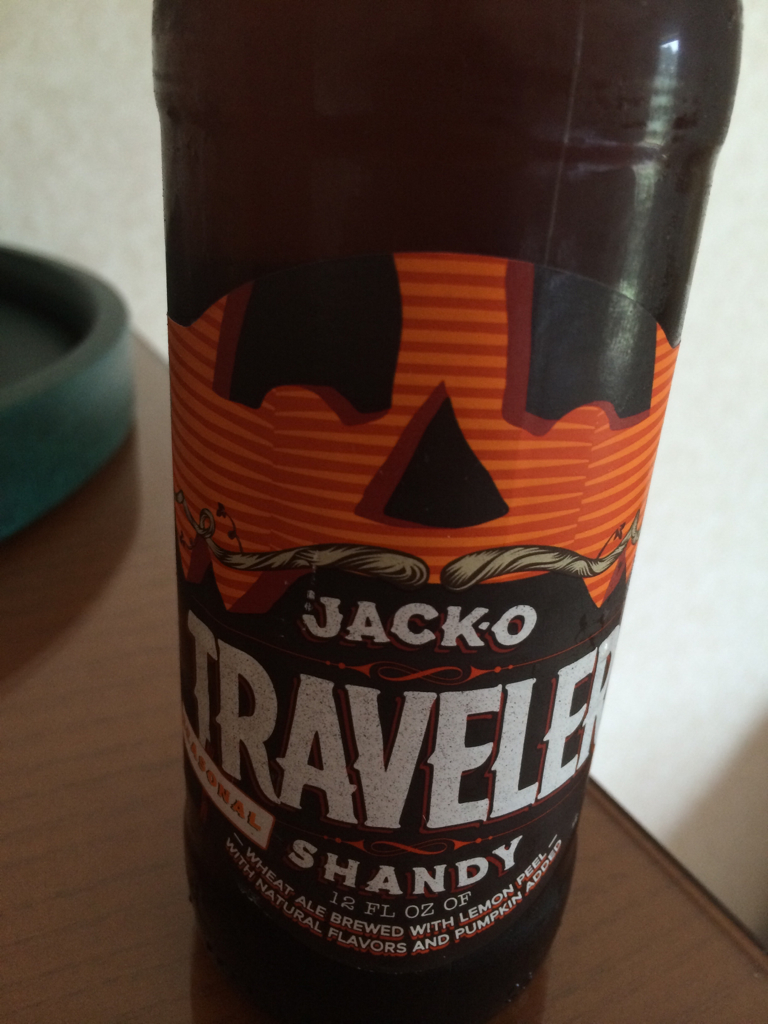 JACK-O
TRAVELER
SEASONAL
SHANDY
12 FL OZ OF
WHEAT ALE BREWED WITH LEMON PEEL
WITH NATURAL FLAVORS AND PUMPKIN ADDED